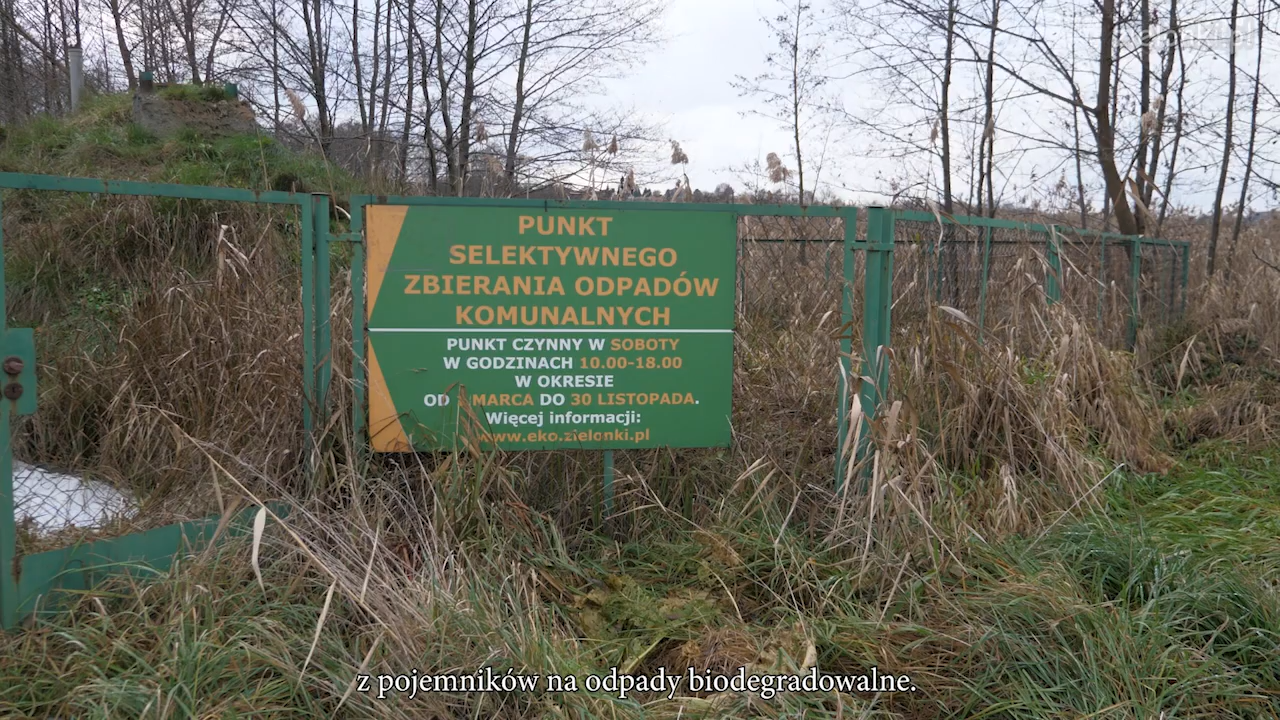 PUNKT
SELEKTYWNEGO
ZBIERANIA ODPADÓW
KOMUNALNYCH
PUNKT CZYNNY W SOBOTY
W GODZINACH 10.00-18.00
W OKRESIE
OD MARCA DO 30 LISTOPADA.
Więcej informacji:
www.eko.zielonki.pl
z pojemników na odpady biodegradowalne.